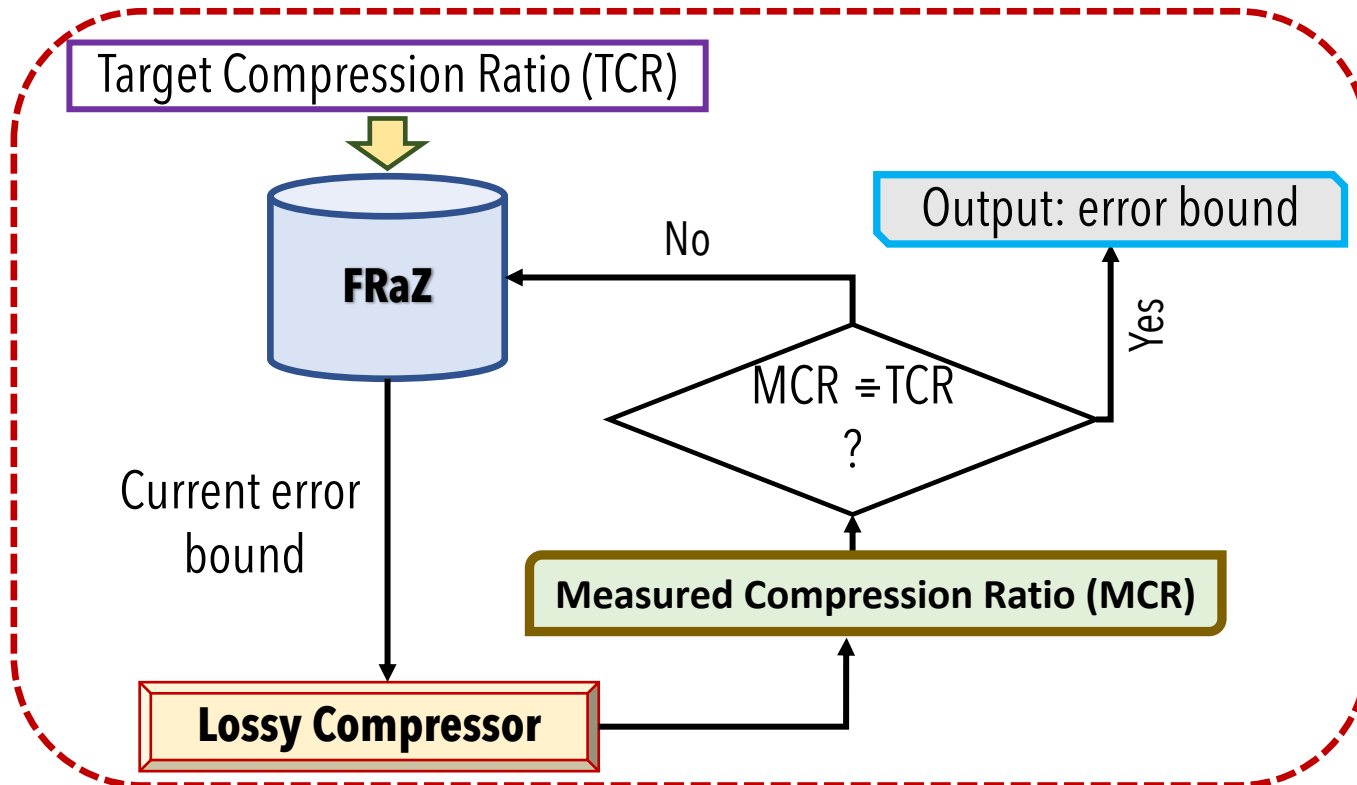 Target Compression Ratio (TCR)
FRaZ
No
Output: error bound
Yes
MCR ≑TCR
?
Current error
bound
Measured Compression Ratio (MCR)
Lossy Compressor